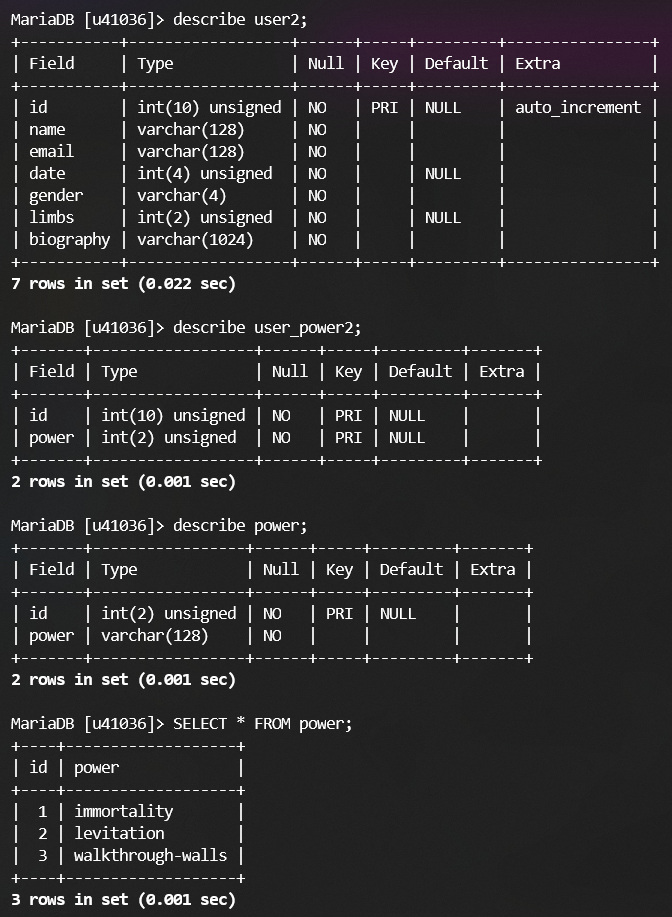 MariaDB [u41036]> describe user2;
+-----------+------------------+------+-----+---------+----------------+
| Field     | Type             | Null | Key | Default | Extra          |
+-----------+------------------+------+-----+---------+----------------+
| id        | int(10) unsigned | NO   | PRI | NULL    | auto_increment |
| name      | varchar(128)     | NO   |     |         |                |
| email     | varchar(128)     | NO   |     |         |                |
| date      | int(4) unsigned  | NO   |     | NULL    |                |
| gender    | varchar(4)       | NO   |     |         |                |
| limbs     | int(2) unsigned  | NO   |     | NULL    |                |
| biography | varchar(1024)    | NO   |     |         |                |
+-----------+------------------+------+-----+---------+----------------+
7 rows in set (0.022 sec)
MariaDB [u41036]> describe user_power2;
+-------+------------------+------+-----+---------+-------+
| Field | Type             | Null | Key | Default | Extra |
+-------+------------------+------+-----+---------+-------+
| id    | int(10) unsigned | NO   | PRI | NULL    |       |
| power | int(2) unsigned  | NO   | PRI | NULL    |       |
+-------+------------------+------+-----+---------+-------+
2 rows in set (0.001 sec)
MariaDB [u41036]> describe power;
+-------+-----------------+------+-----+---------+-------+
| Field | Type            | Null | Key | Default | Extra |
+-------+-----------------+------+-----+---------+-------+
| id    | int(2) unsigned | NO   | PRI | NULL    |       |
| power | varchar(128)    | NO   |     |         |       |
+-------+-----------------+------+-----+---------+-------+
2 rows in set (0.001 sec)
MariaDB [u41036]> SELECT * FROM power;
+----+-------------------+
| id | power             |
+----+-------------------+
|  1 | immortality       |
|  2 | levitation        |
|  3 | walkthrough-walls |
+----+-------------------+
3 rows in set (0.001 sec)